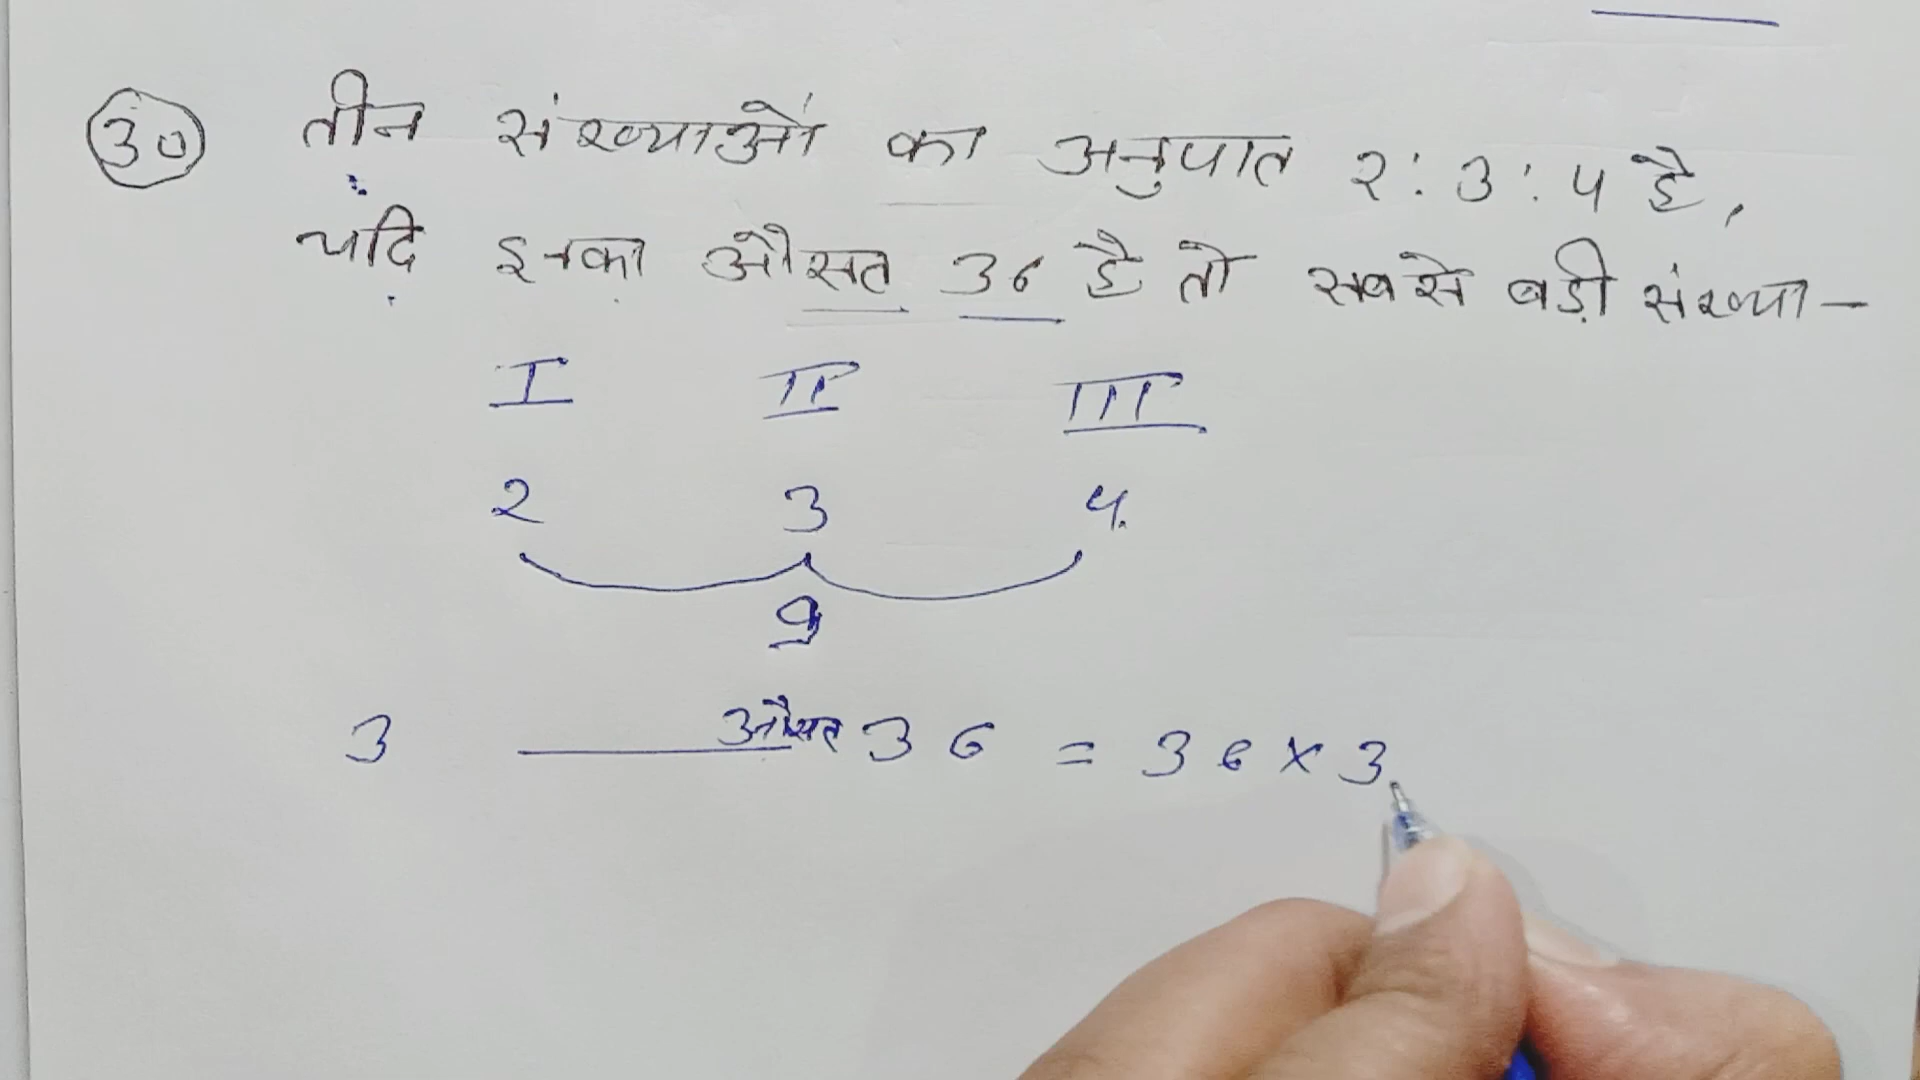 30 तीन संख्याओं का अनुपात 2:3:4 है,
यदि इनका औसत 36 है तो सबसे बड़ी संख्या-
I II III
2 3 4
9
3 औसत 36 = 36×3